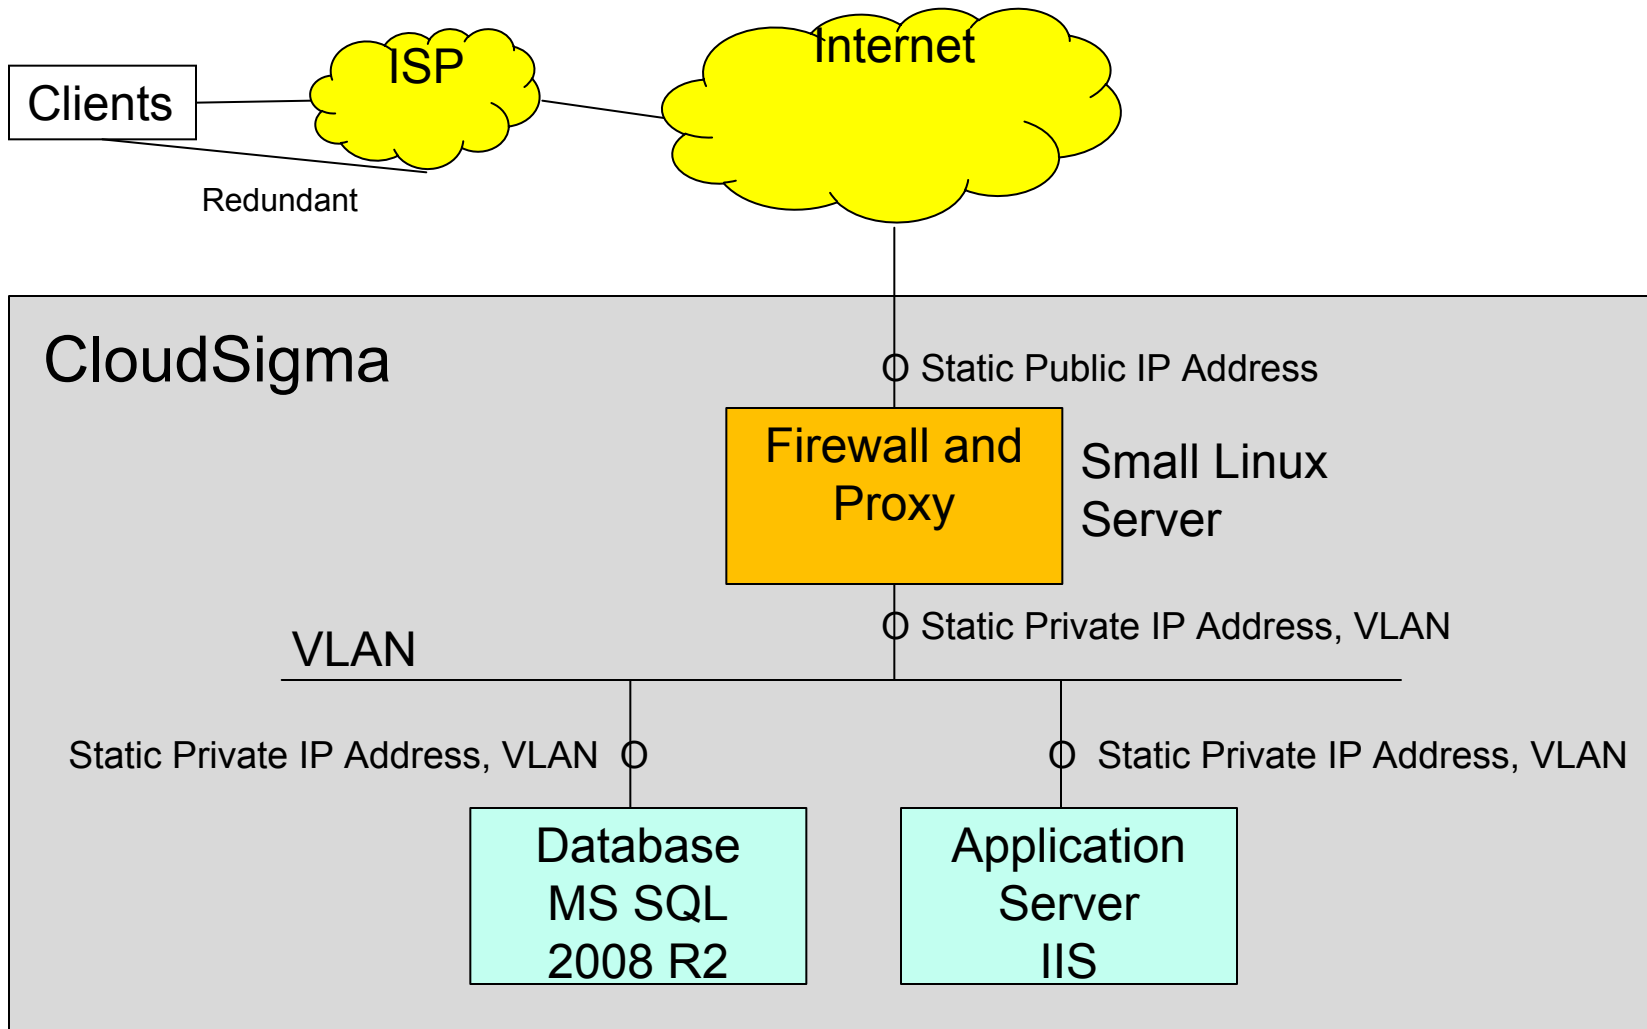 Clients
ISP
Internet
Redundant
CloudSigma
O Static Public IP Address
Firewall and
Proxy
Small Linux
Server
O Static Private IP Address, VLAN
VLAN
Static Private IP Address, VLAN O
O Static Private IP Address, VLAN
Database
MS SQL
2008 R2
Application
Server
IIS